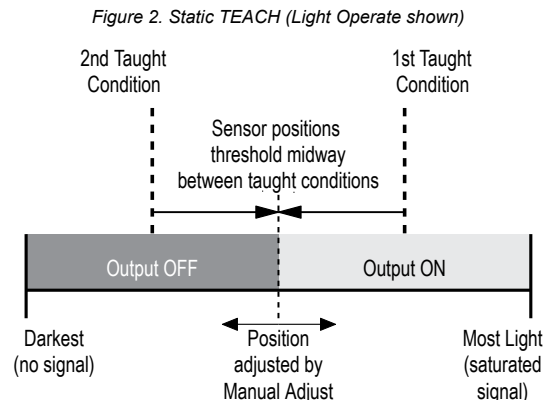 Figure 2. Static TEACH (Light Operate shown)
2nd Taught
Condition
1st Taught
Condition
Sensor positions
threshold midway
between taught conditions
Output OFF
Output ON
Darkest
(no signal)
Position
adjusted by
Manual Adjust
Most Light
(saturated
signal)